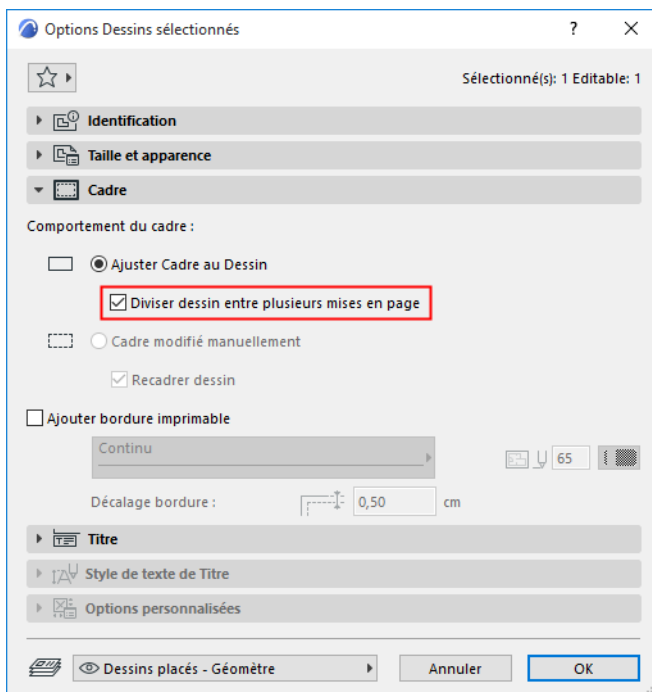 Options Dessins sélectionnés
Sélectionné(s): 1 Editable: 1
Identification
Taille et apparence
Cadre
Comportement du cadre :
Ajuster Cadre au Dessin
Diviser dessin entre plusieurs mises en page
Cadre modifié manuellement
Recadrer dessin
Ajouter bordure imprimable
Continu
65
Décalage bordure : 0,50 cm
Titre
Style de texte de Titre
Options personnalisées
Dessins placés - Géomètre Annuler OK